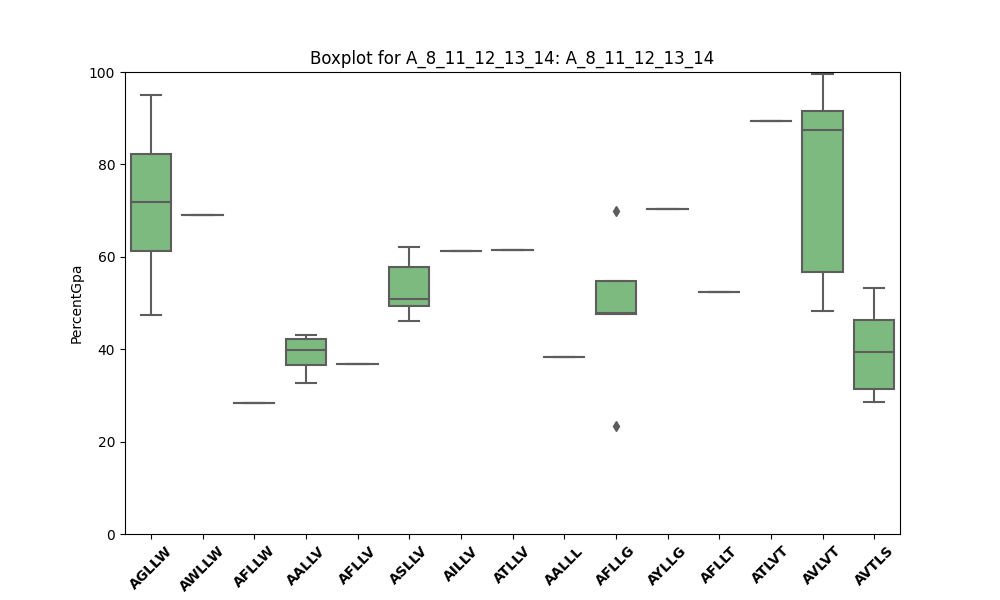 Boxplot for A_8_11_12_13_14: A_8_11_12_13_14
PercentGpa
100
80
60
40
20
0
AGLLW
AWLLW
AFLLW
AALLV
AFLLV
ASLLV
AILLV
ATLLV
AALLL
AFLLG
AYLLG
AFLLT
ATLVT
AVLVT
AVTLS